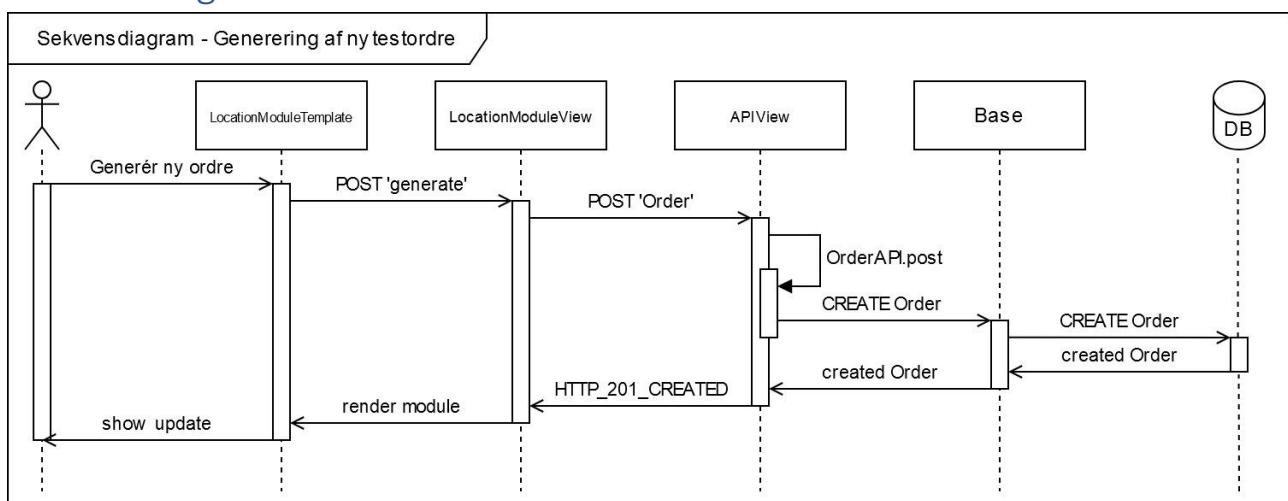 Sekvensdiagram - Generering af ny testordre
LocationModuleTemplate
LocationModuleView
APIView
Base
DB
Generér ny ordre
POST 'generate'
POST 'Order'
OrderAPI.post
CREATE Order
CREATE Order
created Order
created Order
HTTP_201_CREATED
render module
show update